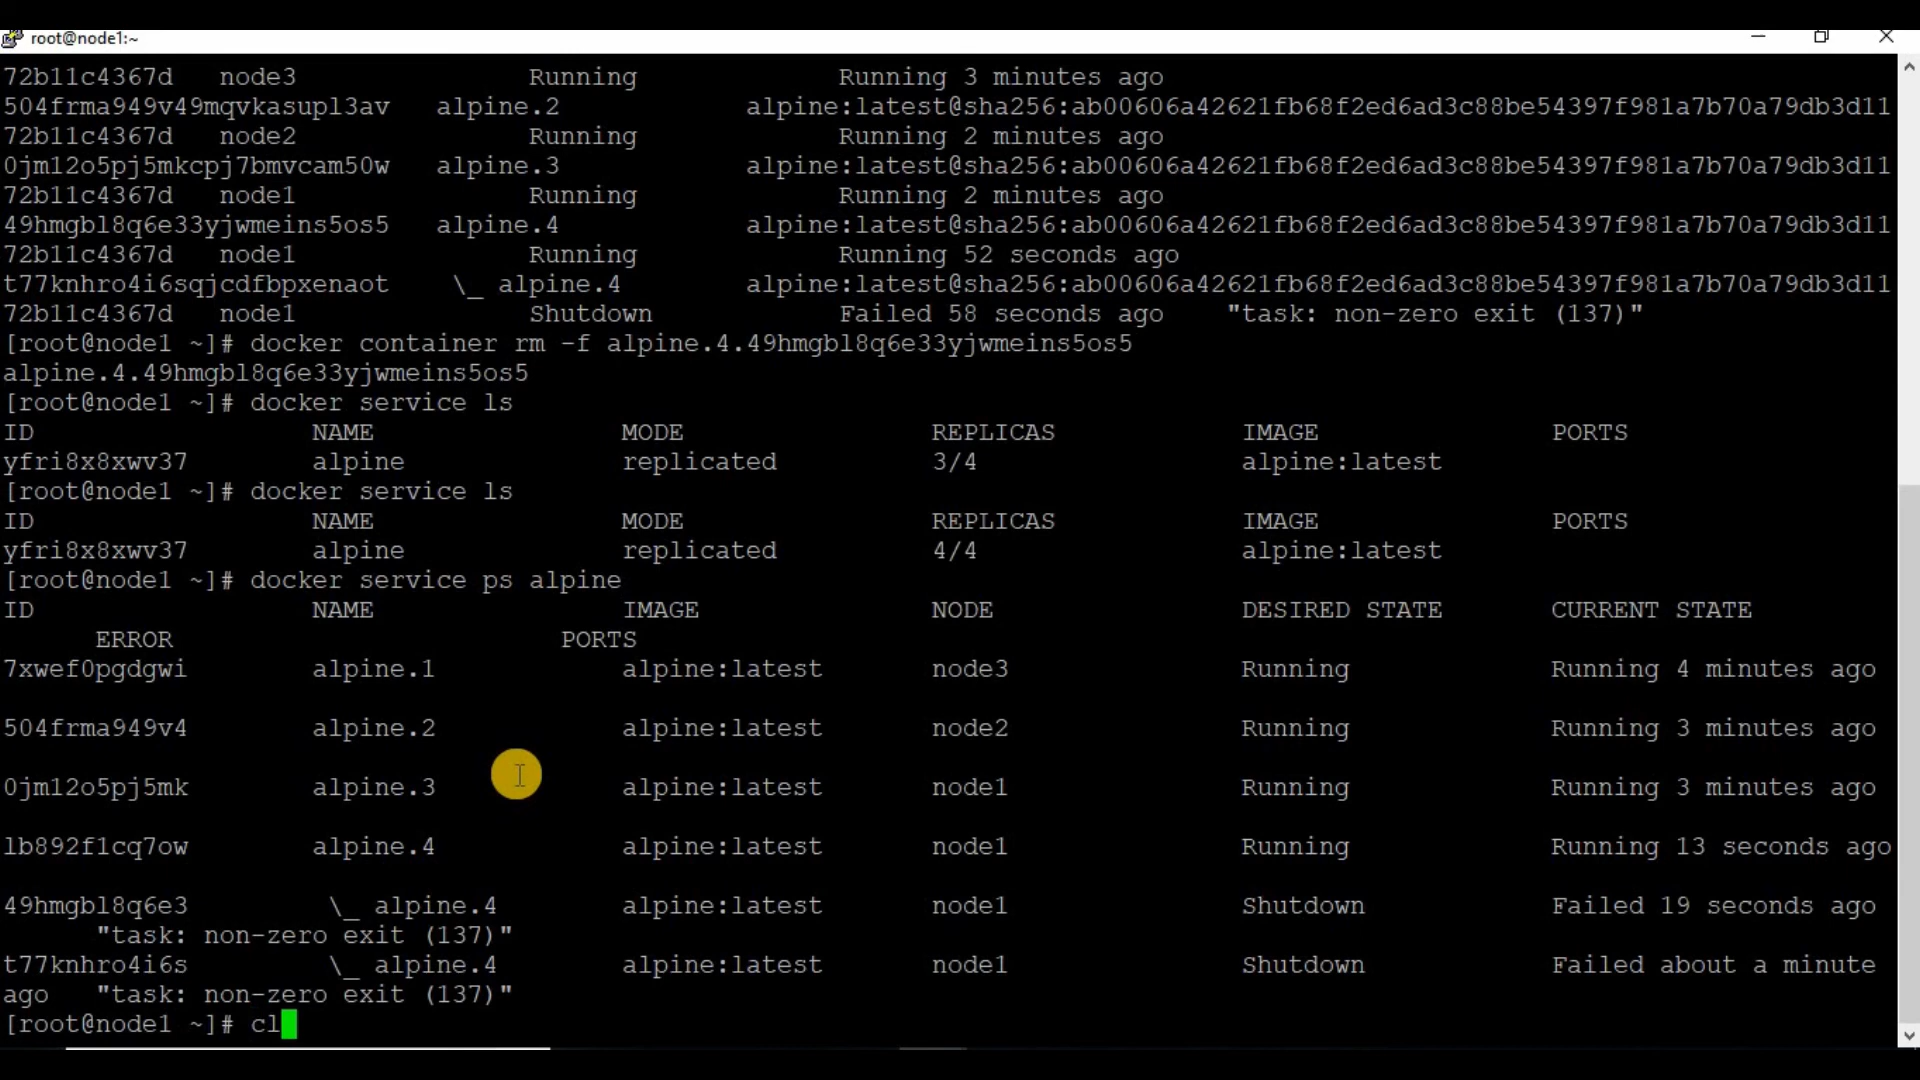 root@node1:~
72b11c4367d   node3               Running             Running 3 minutes ago
504frma949v49mqvkasupl3av   alpine.2            alpine:latest@sha256:ab00606a42621fb68f2ed6ad3c88be54397f981a7b70a79db3d11
72b11c4367d   node2               Running             Running 2 minutes ago
0jm12o5pj5mkcpj7bmvcam50w   alpine.3            alpine:latest@sha256:ab00606a42621fb68f2ed6ad3c88be54397f981a7b70a79db3d11
72b11c4367d   node1               Running             Running 2 minutes ago
49hmgbl8q6e33yjwmeins5os5   alpine.4            alpine:latest@sha256:ab00606a42621fb68f2ed6ad3c88be54397f981a7b70a79db3d11
72b11c4367d   node1               Running             Running 52 seconds ago
t77knhro4i6sqjcdfbpxenaot    \_ alpine.4        alpine:latest@sha256:ab00606a42621fb68f2ed6ad3c88be54397f981a7b70a79db3d11
72b11c4367d   node1               Shutdown            Failed 58 seconds ago    "task: non-zero exit (137)"
[root@node1 ~]# docker container rm -f alpine.4.49hmgbl8q6e33yjwmeins5os5
alpine.4.49hmgbl8q6e33yjwmeins5os5
[root@node1 ~]# docker service ls
ID                  NAME                MODE                REPLICAS            IMAGE               PORTS
yfri8x8xwv37        alpine              replicated          3/4                 alpine:latest
[root@node1 ~]# docker service ls
ID                  NAME                MODE                REPLICAS            IMAGE               PORTS
yfri8x8xwv37        alpine              replicated          4/4                 alpine:latest
[root@node1 ~]# docker service ps alpine
ID                  NAME                IMAGE               NODE                DESIRED STATE       CURRENT STATE
      ERROR                         PORTS
7xwef0pgdgwi        alpine.1            alpine:latest       node3               Running             Running 4 minutes ago
504frma949v4        alpine.2            alpine:latest       node2               Running             Running 3 minutes ago
0jm12o5pj5mk        alpine.3            alpine:latest       node1               Running             Running 3 minutes ago
lb892f1cq7ow        alpine.4            alpine:latest       node1               Running             Running 13 seconds ago
49hmgbl8q6e3         \_ alpine.4        alpine:latest       node1               Shutdown            Failed 19 seconds ago
      "task: non-zero exit (137)"
t77knhro4i6s         \_ alpine.4        alpine:latest       node1               Shutdown            Failed about a minute
ago   "task: non-zero exit (137)"
[root@node1 ~]# cl